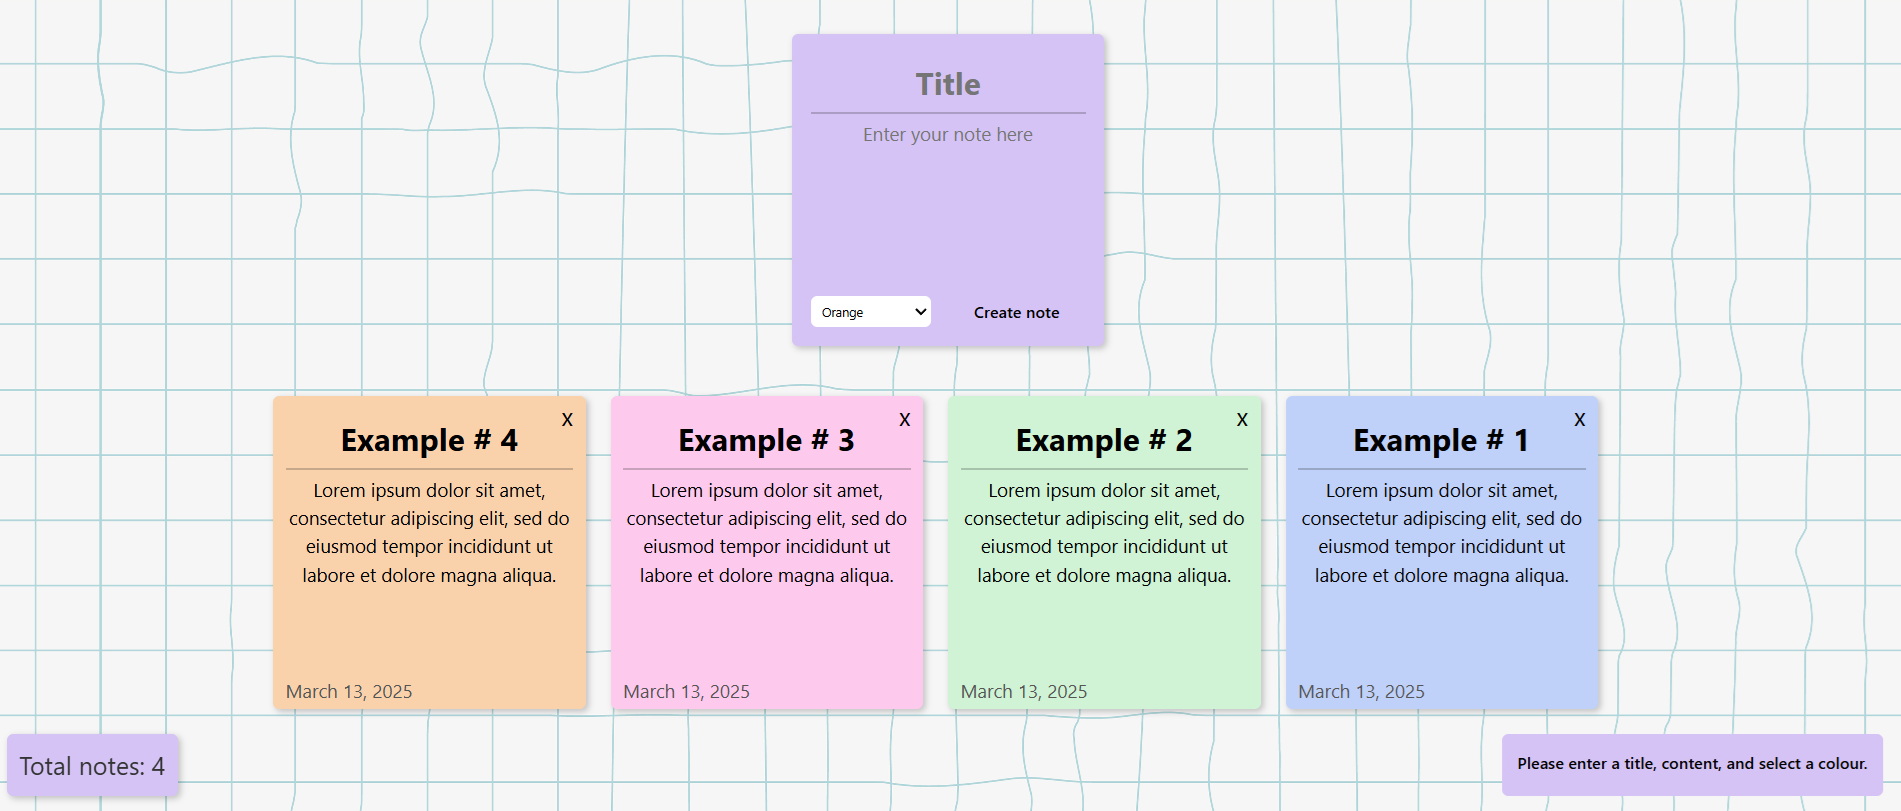 Title
Enter your note here
Orange
Create note
X
Example # 4
Lorem ipsum dolor sit amet,
consectetur adipiscing elit, sed do
eiusmod tempor incididunt ut
labore et dolore magna aliqua.
March 13, 2025
X
Example # 3
Lorem ipsum dolor sit amet,
consectetur adipiscing elit, sed do
eiusmod tempor incididunt ut
labore et dolore magna aliqua.
March 13, 2025
X
Example # 2
Lorem ipsum dolor sit amet,
consectetur adipiscing elit, sed do
eiusmod tempor incididunt ut
labore et dolore magna aliqua.
March 13, 2025
X
Example # 1
Lorem ipsum dolor sit amet,
consectetur adipiscing elit, sed do
eiusmod tempor incididunt ut
labore et dolore magna aliqua.
March 13, 2025
Total notes: 4
Please enter a title, content, and select a colour.